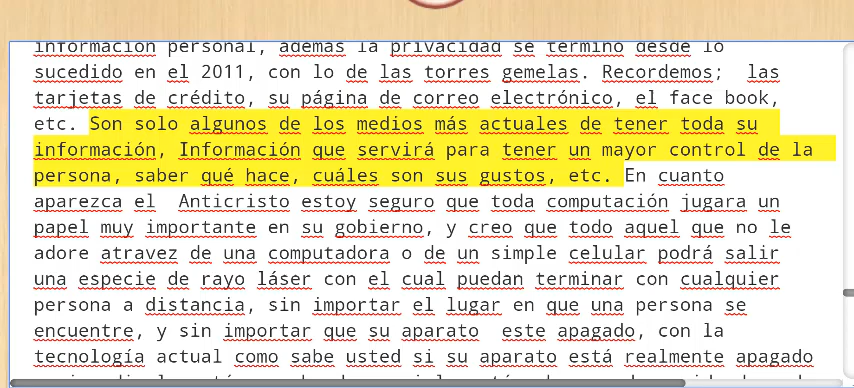 información personal, además la privacidad se terminó desde lo
sucedido en el 2011, con lo de las torres gemelas. Recordemos;  las
tarjetas de crédito, su página de correo electrónico, el face book,
etc. Son solo algunos de los medios más actuales de tener toda su
información, Información que servirá para tener un mayor control de la
persona, saber qué hace, cuáles son sus gustos, etc. En cuanto
aparezca el  Anticristo estoy seguro que toda computación jugara un
papel muy importante en su gobierno, y creo que todo aquel que no le
adore atravez de una computadora o de un simple celular podrá salir
una especie de rayo láser con el cual puedan terminar con cualquier
persona a distancia, sin importar el lugar en que una persona se
encuentre, y sin importar que su aparato  este apagado, con la
tecnología actual como sabe usted si su aparato está realmente apagado